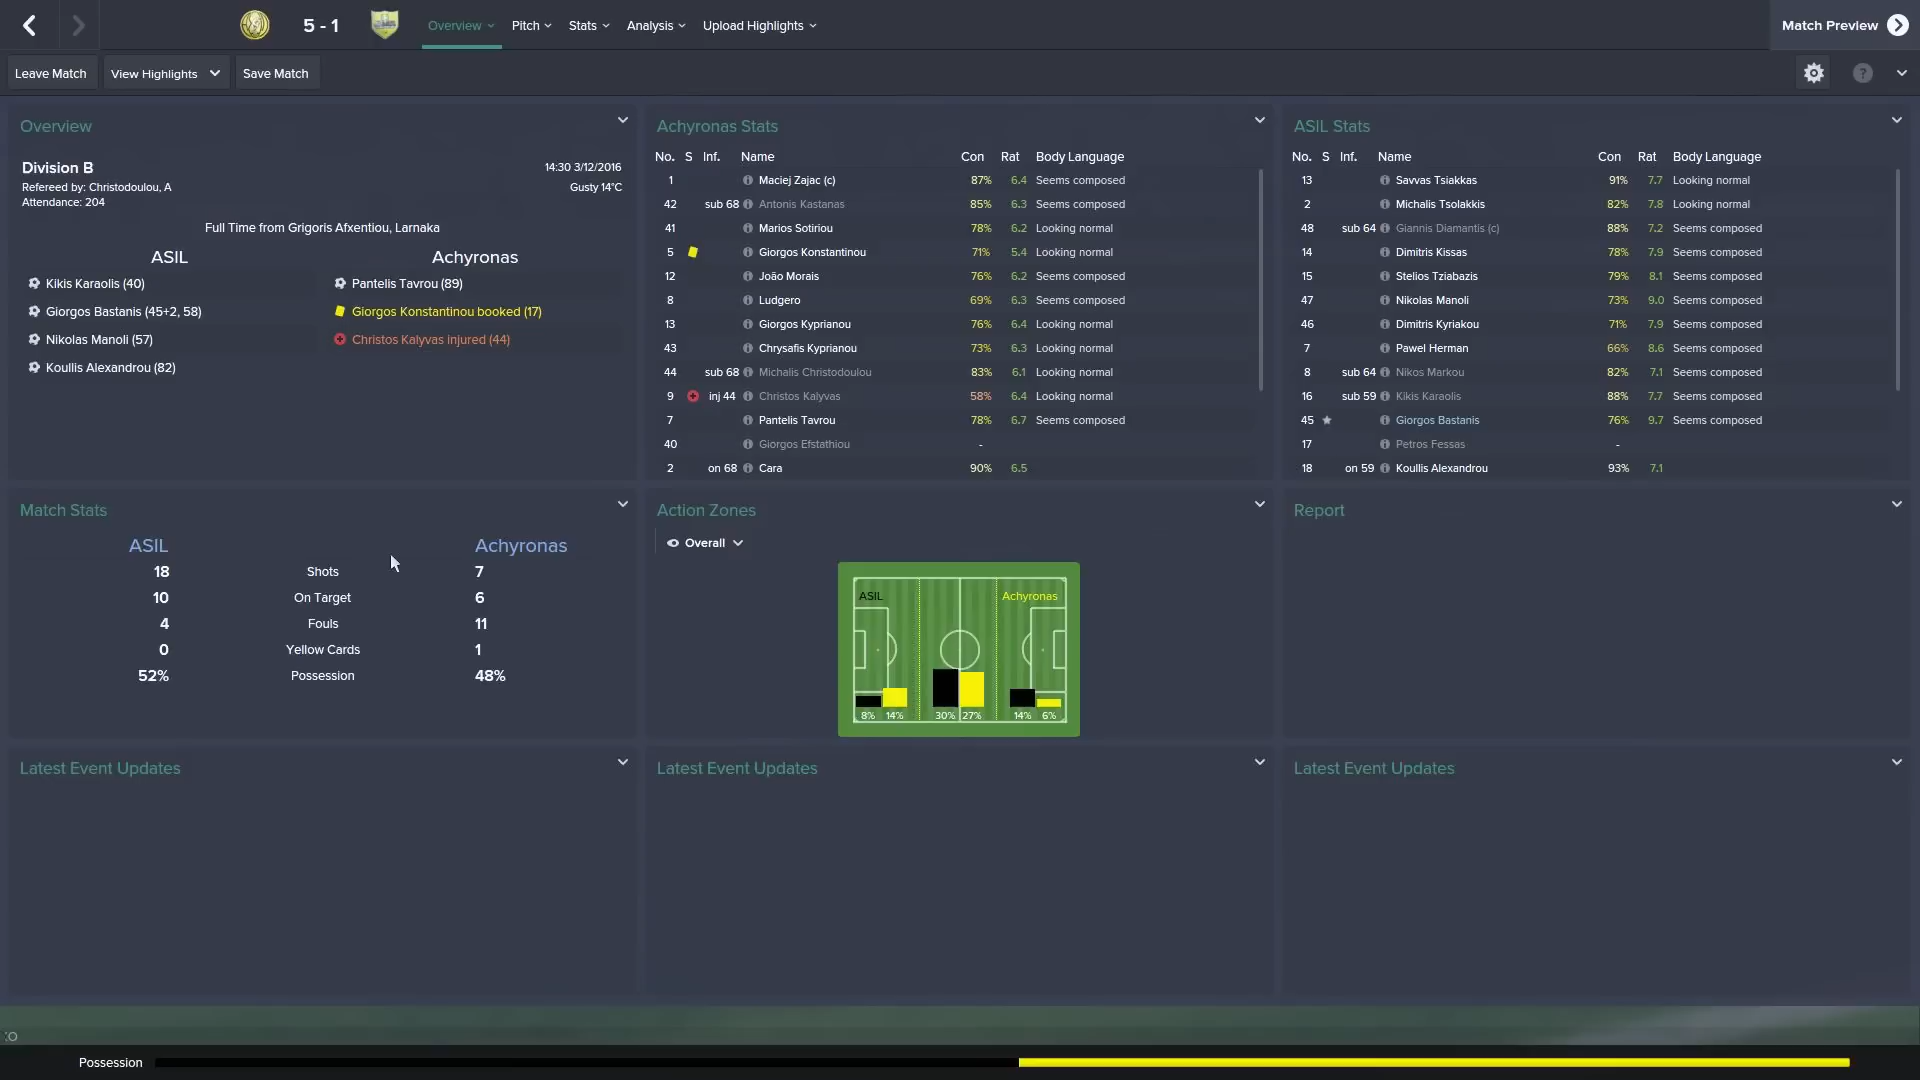 5 - 1 Overview Pitch Stats Analysis Upload Highlights Match Preview
Leave Match View Highlights Save Match ?
Overview
Division B 14:30 3/12/2016
Refereed by: Christodoulou, A Gusty 14°C
Attendance: 204
Full Time from Grigoris Afxentiou, Larnaka
ASIL Achyronas
Kikis Karaolis (40) Pantelis Tavrou (89)
Giorgos Bastanis (45+2, 58) Giorgos Konstantinou booked (17)
Nikolas Manoli (57) Christos Kalyvas injured (44)
Koullis Alexandrou (82)
Achyronas Stats
No. S Inf. Name Con Rat Body Language
1 Maciej Zajac (c) 87% 6.4 Seems composed
42 sub 68 Antonis Kastanas 85% 6.3 Seems composed
41 Marios Sotiriou 78% 6.2 Looking normal
5 Giorgos Konstantinou 71% 5.4 Looking normal
12 João Morais 76% 6.2 Seems composed
8 Ludgero 69% 6.3 Seems composed
13 Giorgos Kyprianou 76% 6.4 Looking normal
43 Chrysafis Kyprianou 73% 6.3 Looking normal
44 sub 68 Michalis Christodoulou 83% 6.1 Looking normal
9 inj 44 Christos Kalyvas 58% 6.4 Looking normal
7 Pantelis Tavrou 78% 6.7 Seems composed
40 Giorgos Efstathiou -
2 on 68 Cara 90% 6.5
ASIL Stats
No. S Inf. Name Con Rat Body Language
13 Savvas Tsiakkas 91% 7.7 Looking normal
2 Michalis Tsolakkis 82% 7.8 Looking normal
48 sub 64 Giannis Diamantis (c) 88% 7.2 Seems composed
14 Dimitris Kissas 78% 7.9 Seems composed
15 Stelios Tziabazis 79% 8.1 Seems composed
47 Nikolas Manoli 73% 9.0 Seems composed
46 Dimitris Kyriakou 71% 7.9 Seems composed
7 Pawel Herman 66% 8.6 Seems composed
8 sub 64 Nikos Markou 82% 7.1 Seems composed
16 sub 59 Kikis Karaolis 88% 7.7 Seems composed
45 Giorgos Bastanis 76% 9.7 Seems composed
17 Petros Fessas -
18 on 59 Koullis Alexandrou 93% 7.1
Match Stats
ASIL Achyronas
18 Shots 7
10 On Target 6
4 Fouls 11
0 Yellow Cards 1
52% Possession 48%
Action Zones
Overall
ASIL Achyronas
8% 14% 30% 27% 14% 6%
Report
Latest Event Updates
Latest Event Updates
Latest Event Updates
Possession